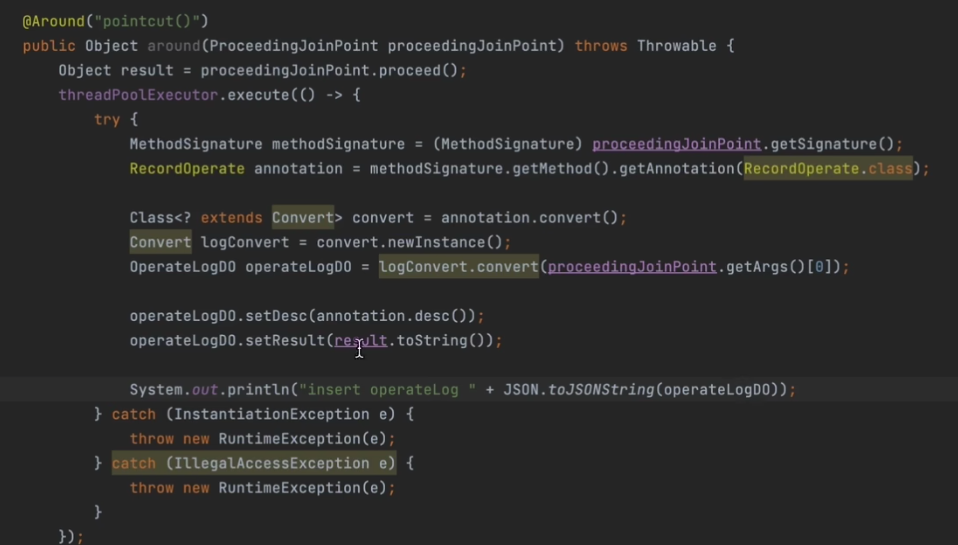 @Around("pointcut()")
public Object around(ProceedingJoinPoint proceedingJoinPoint) throws Throwable {
    Object result = proceedingJoinPoint.proceed();
    threadPoolExecutor.execute(() -> {
        try {
            MethodSignature methodSignature = (MethodSignature) proceedingJoinPoint.getSignature();
            RecordOperate annotation = methodSignature.getMethod().getAnnotation(RecordOperate.class);
            Class<? extends Convert> convert = annotation.convert();
            Convert logConvert = convert.newInstance();
            OperateLogDO operateLogDO = logConvert.convert(proceedingJoinPoint.getArgs()[0]);
            operateLogDO.setDesc(annotation.desc());
            operateLogDO.setResult(result.toString());
            System.out.println("insert operateLog " + JSON.toJSONString(operateLogDO));
        } catch (InstantiationException e) {
            throw new RuntimeException(e);
        } catch (IllegalAccessException e) {
            throw new RuntimeException(e);
        }
    });